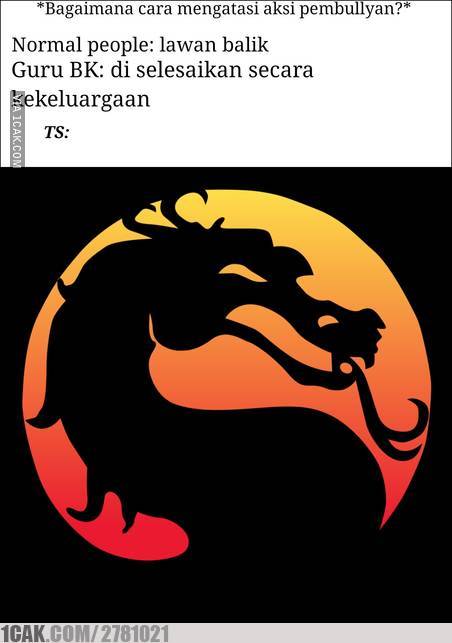 *Bagaimana cara mengatasi aksi pembullyan?*
Normal people: lawan balik
Guru BK: di selesaikan secara
kekeluargaan
TS:
VIA 1CAK.COM
1CAK.COM/2781021